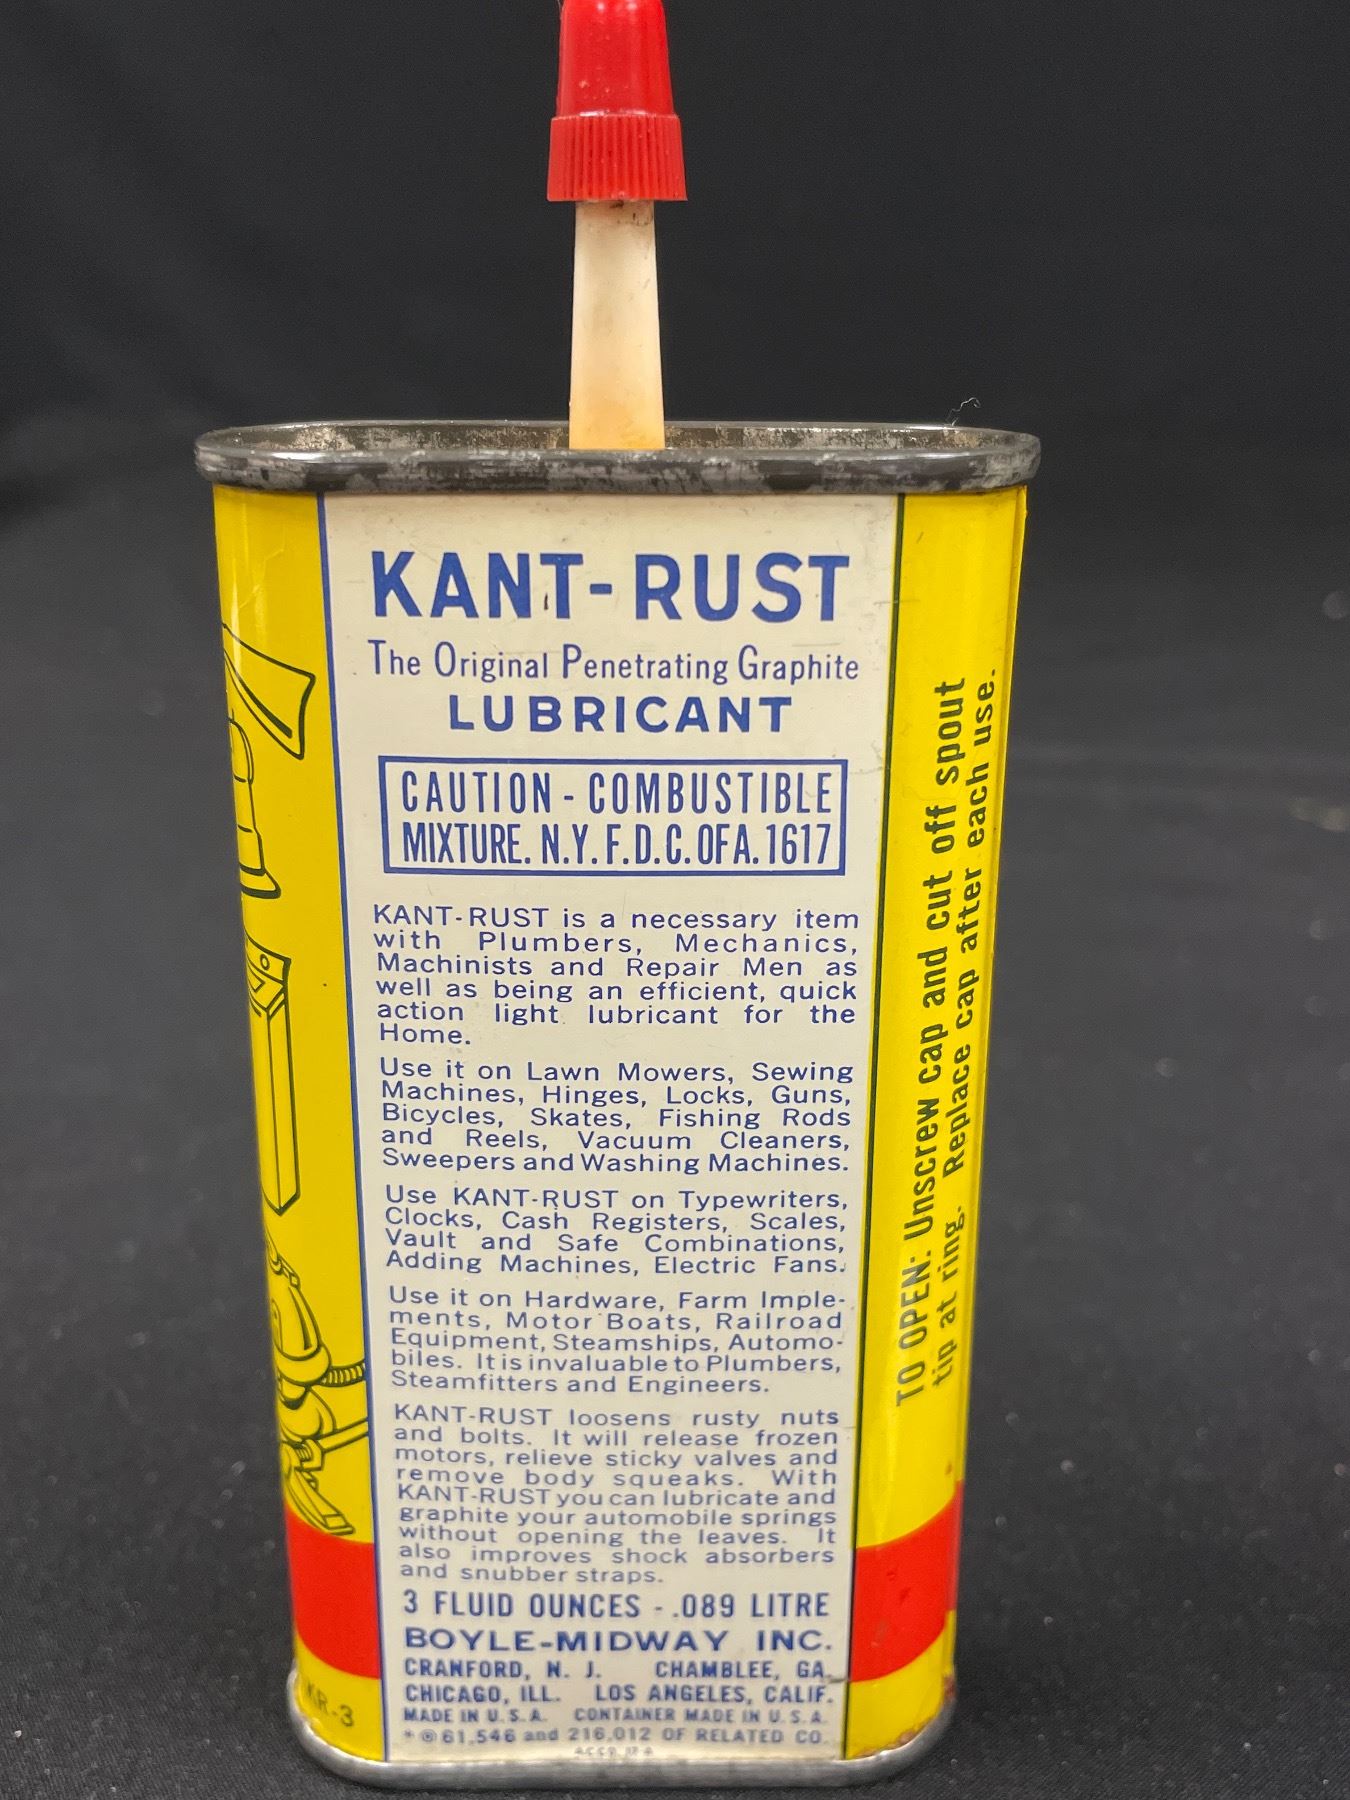 KANT-RUST
The Original Penetrating Graphite
LUBRICANT
CAUTION - COMBUSTIBLE
MIXTURE. N.Y. F.D.C. OF A. 1617
KANT-RUST is a necessary item
with Plumbers, Mechanics,
Machinists and Repair Men as
well as being an efficient, quick
action light lubricant for the
Home.
Use it on Lawn Mowers, Sewing
Machines, Hinges, Locks, Guns,
Bicycles, Skates, Fishing Rods
and Reels, Vacuum Cleaners,
Sweepers and Washing Machines.
Use KANT-RUST on Typewriters,
Clocks, Cash Registers, Scales,
Vault and Safe Combinations,
Adding Machines, Electric Fans.
Use it on Hardware, Farm Imple-
ments, Motor Boats, Railroad
Equipment, Steamships, Automo-
biles. It is invaluable to Plumbers,
Steamfitters and Engineers.
KANT-RUST loosens rusty nuts
and bolts. It will release frozen
motors, relieve sticky valves and
remove body squeaks. With
KANT-RUST you can lubricate and
graphite your automobile springs
without opening the leaves. It
also improves shock absorbers
and snubber straps.
3 FLUID OUNCES - .089 LITRE
BOYLE-MIDWAY INC.
CRANFORD, N. J. CHAMBLEE, GA.
CHICAGO, ILL. LOS ANGELES, CALIF.
MADE IN U.S.A. CONTAINER MADE IN U.S.A.
* ® 61,546 and 216,012 OF RELATED CO.
KR-3
TO OPEN: Unscrew cap and cut off spout
tip at ring. Replace cap after each use.